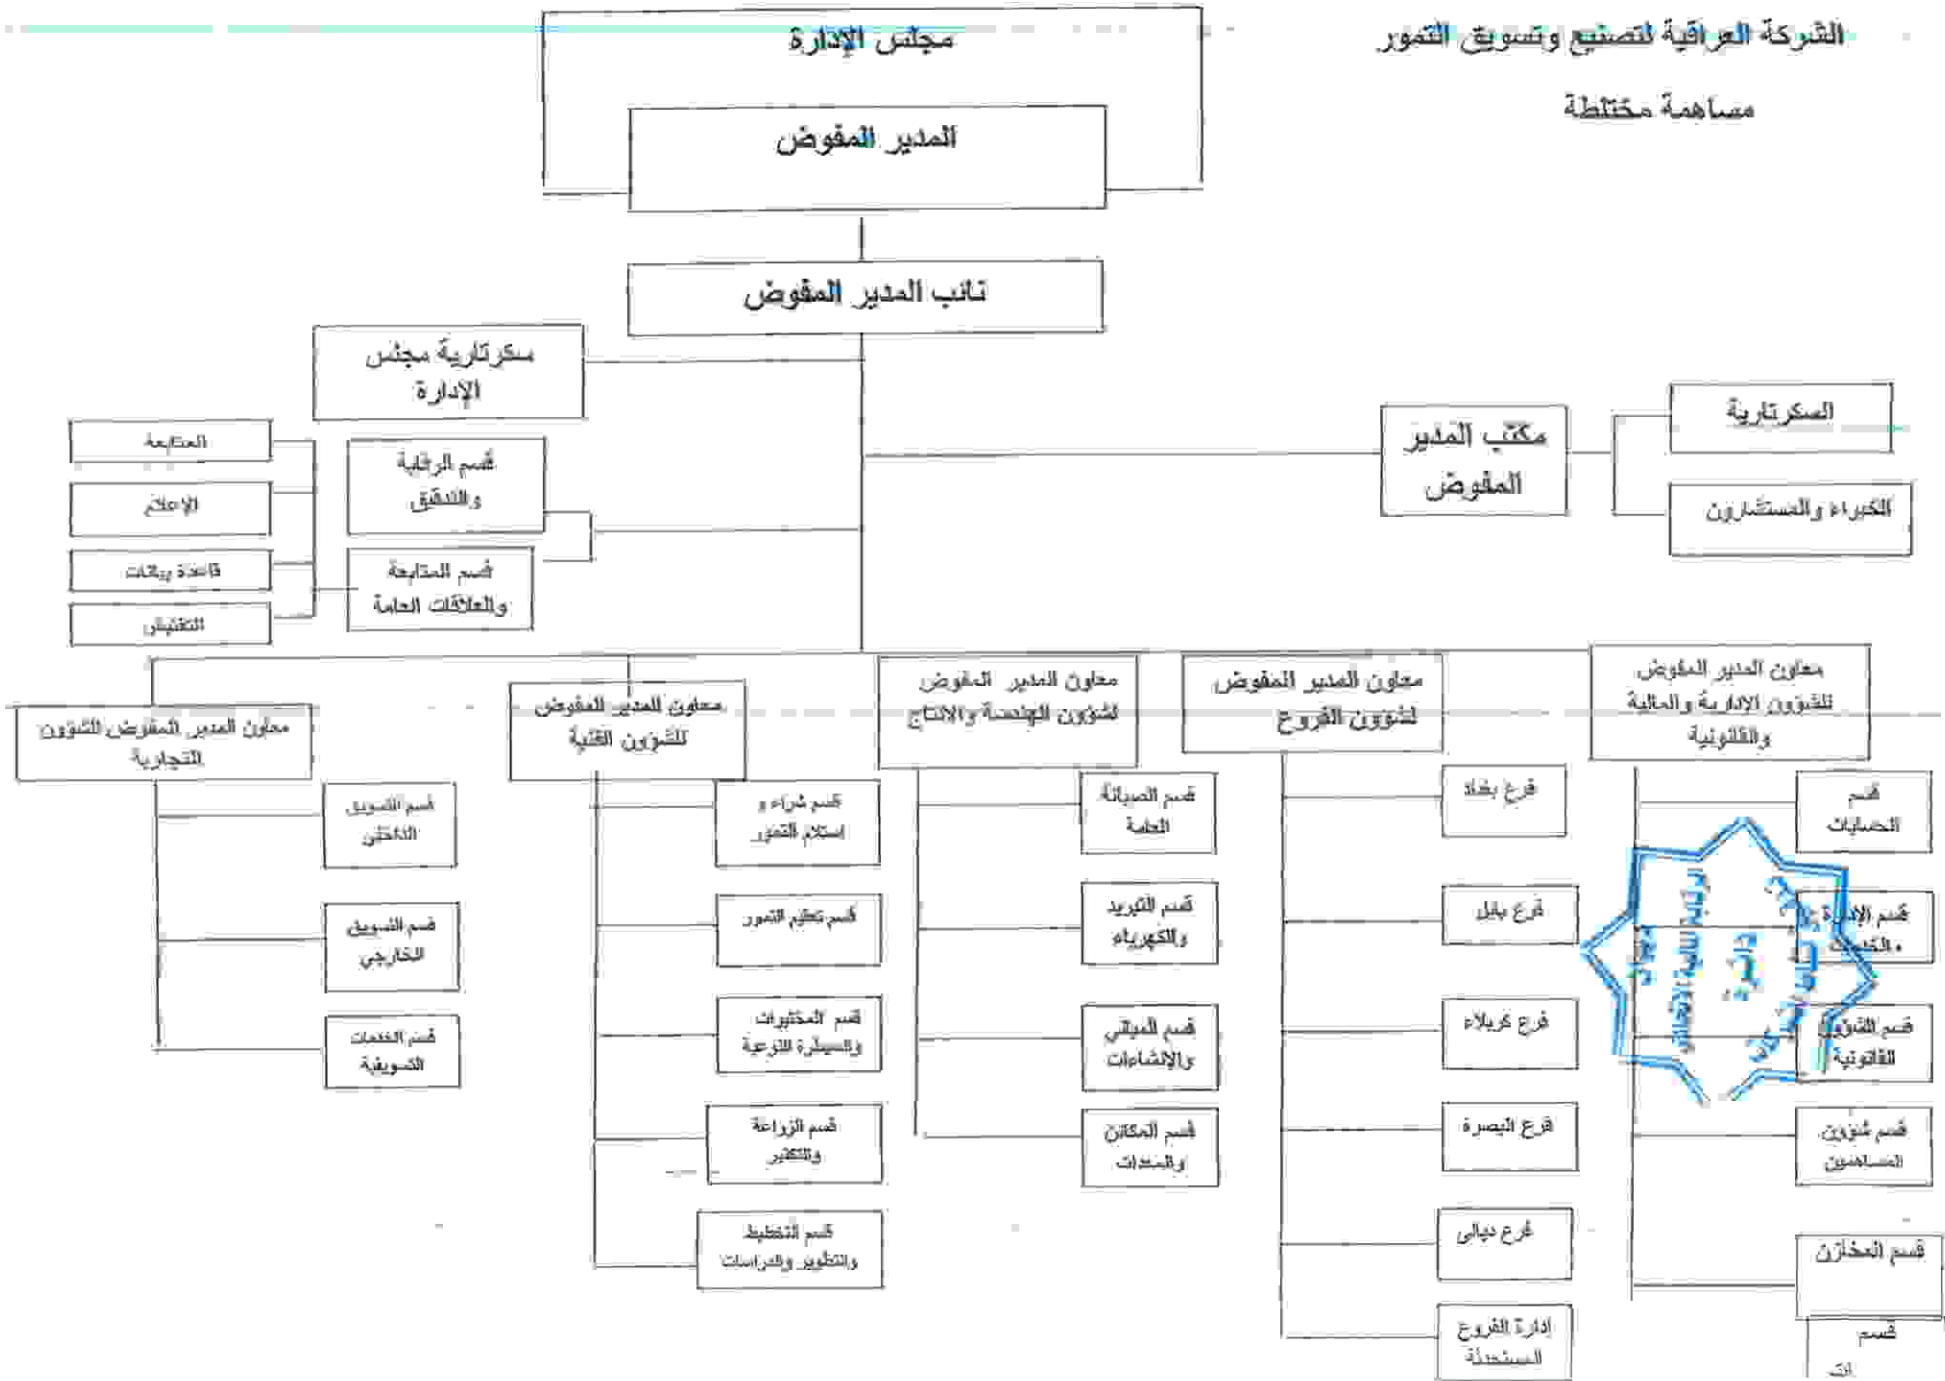 الشركة العراقية لتصنيع وتسويق التمور
مساهمة مختلطة
مجلس الإدارة
المدير المفوض
نائب المدير المفوض
سكرتارية مجلس
الإدارة
السكرتارية
مكتب المدير
المفوض
الخبراء والمستشارون
قسم الرقابة
والتدقيق
قسم المتابعة
والعلاقات العامة
المتابعة
الإعلام
قاعدة بيانات
التفتيش
معاون المدير المفوض
للشؤون الإدارية والمالية
والقانونية
معاون المدير المفوض
لشؤون الفروع
معاون المدير المفوض
لشؤون الهندسة والانتاج
معاون المدير المفوض
للشؤون الفنية
معاون المدير المفوض للشؤون
التجارية
قسم
الحسابات
قسم الإدارة
والخدمات
قسم الشؤون
القانونية
قسم شؤون
المساهمين
قسم المخازن
قسم
فرع بغداد
فرع بابل
فرع كربلاء
فرع البصرة
فرع ديالى
إدارة الفروع
المستحدثة
قسم الصيانة
العامة
قسم التبريد
والكهرباء
قسم المباني
والإنشاءات
قسم المكائن
والمعدات
قسم شراء و
إستلام التمور
قسم تعظيم التمور
قسم المختبرات
والسيطرة النوعية
قسم الزراعة
والتكثير
قسم التخطيط
والتطوير والدراسات
قسم التسويق
الداخلي
قسم التسويق
الخارجي
قسم الخدمات
التسويقية
دائرة